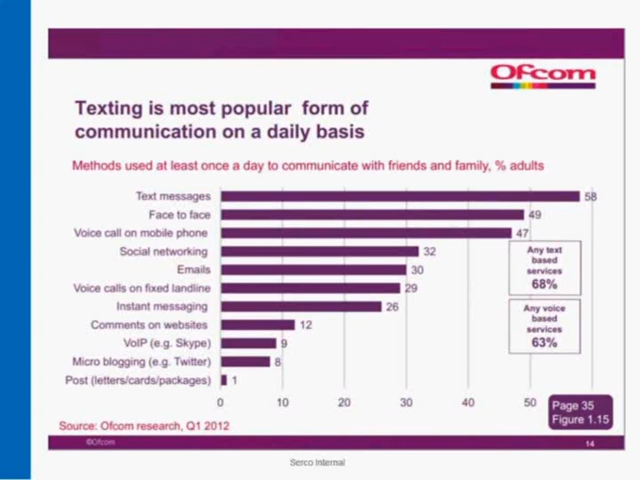 Ofcom
Texting is most popular form of
communication on a daily basis
Methods used at least once a day to communicate with friends and family, % adults
Text messages 58
Face to face 49
Voice call on mobile phone 47
Social networking 32
Emails 30
Voice calls on fixed landline 29
Instant messaging 26
Comments on websites 12
VoIP (e.g. Skype) 9
Micro blogging (e.g. Twitter) 8
Post (letters/cards/packages) 1
Any text
based
services
68%
Any voice
based
services
63%
0 10 20 30 40 50
Page 35
Figure 1.15
Source: Ofcom research, Q1 2012
©Ofcom
14
Serco Internal